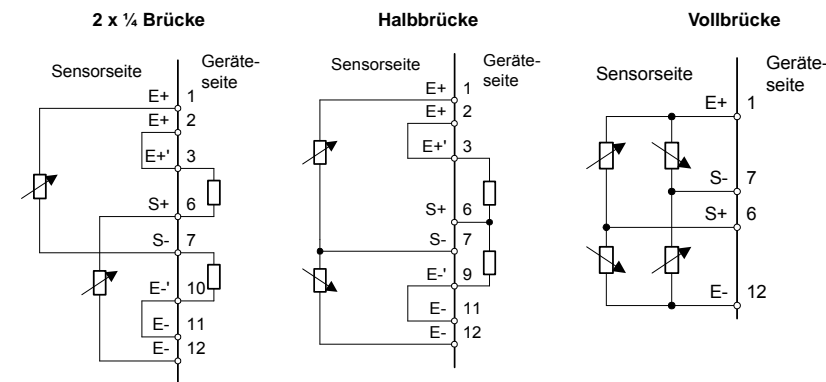 2 x ¼ Brücke
Sensorseite
Geräte-
seite
E+ 1
E+ 2
E+' 3
S+ 6
S- 7
E-' 10
E- 11
E- 12
Halbbrücke
Sensorseite
Geräte-
seite
E+ 1
E+ 2
E+' 3
S+ 6
S- 7
E-' 9
E- 11
E- 12
Vollbrücke
Sensorseite
Geräte-
seite
E+ 1
S- 7
S+ 6
E- 12